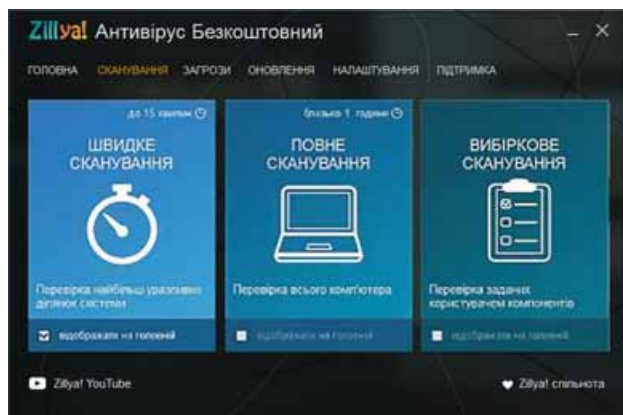 Zillya! Антивірус Безкоштовний
ГОЛОВНА СКАНУВАННЯ ЗАГРОЗИ ОНОВЛЕННЯ НАЛАШТУВАННЯ ПІДТРИМКА
до 15 хвилин
ШВИДКЕ
СКАНУВАННЯ
Перевірка найбільш уразливих
ділянок системи
відображати на головній
близько 1 години
ПОВНЕ
СКАНУВАННЯ
Перевірка всього комп'ютера
відображати на головній
ВИБІРКОВЕ
СКАНУВАННЯ
Перевірка заданих
користувачем компонентів
відображати на головній
Zillya! YouTube
Zillya! спільнота